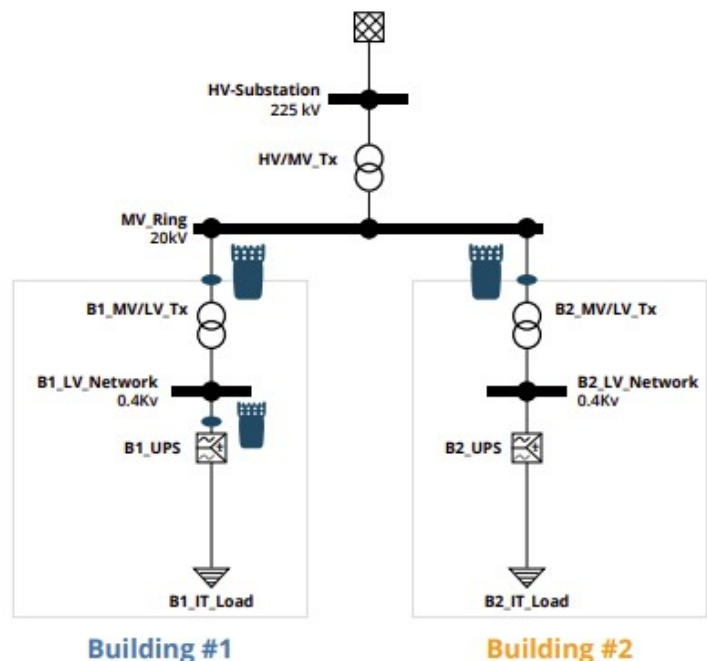 HV-Substation
225 kV
HV/MV_Tx
MV_Ring
20kV
B1_MV/LV_Tx
B2_MV/LV_Tx
B1_LV_Network
0.4Kv
B2_LV_Network
0.4Kv
B1_UPS
B2_UPS
B1_IT_Load
B2_IT_Load
Building #1
Building #2